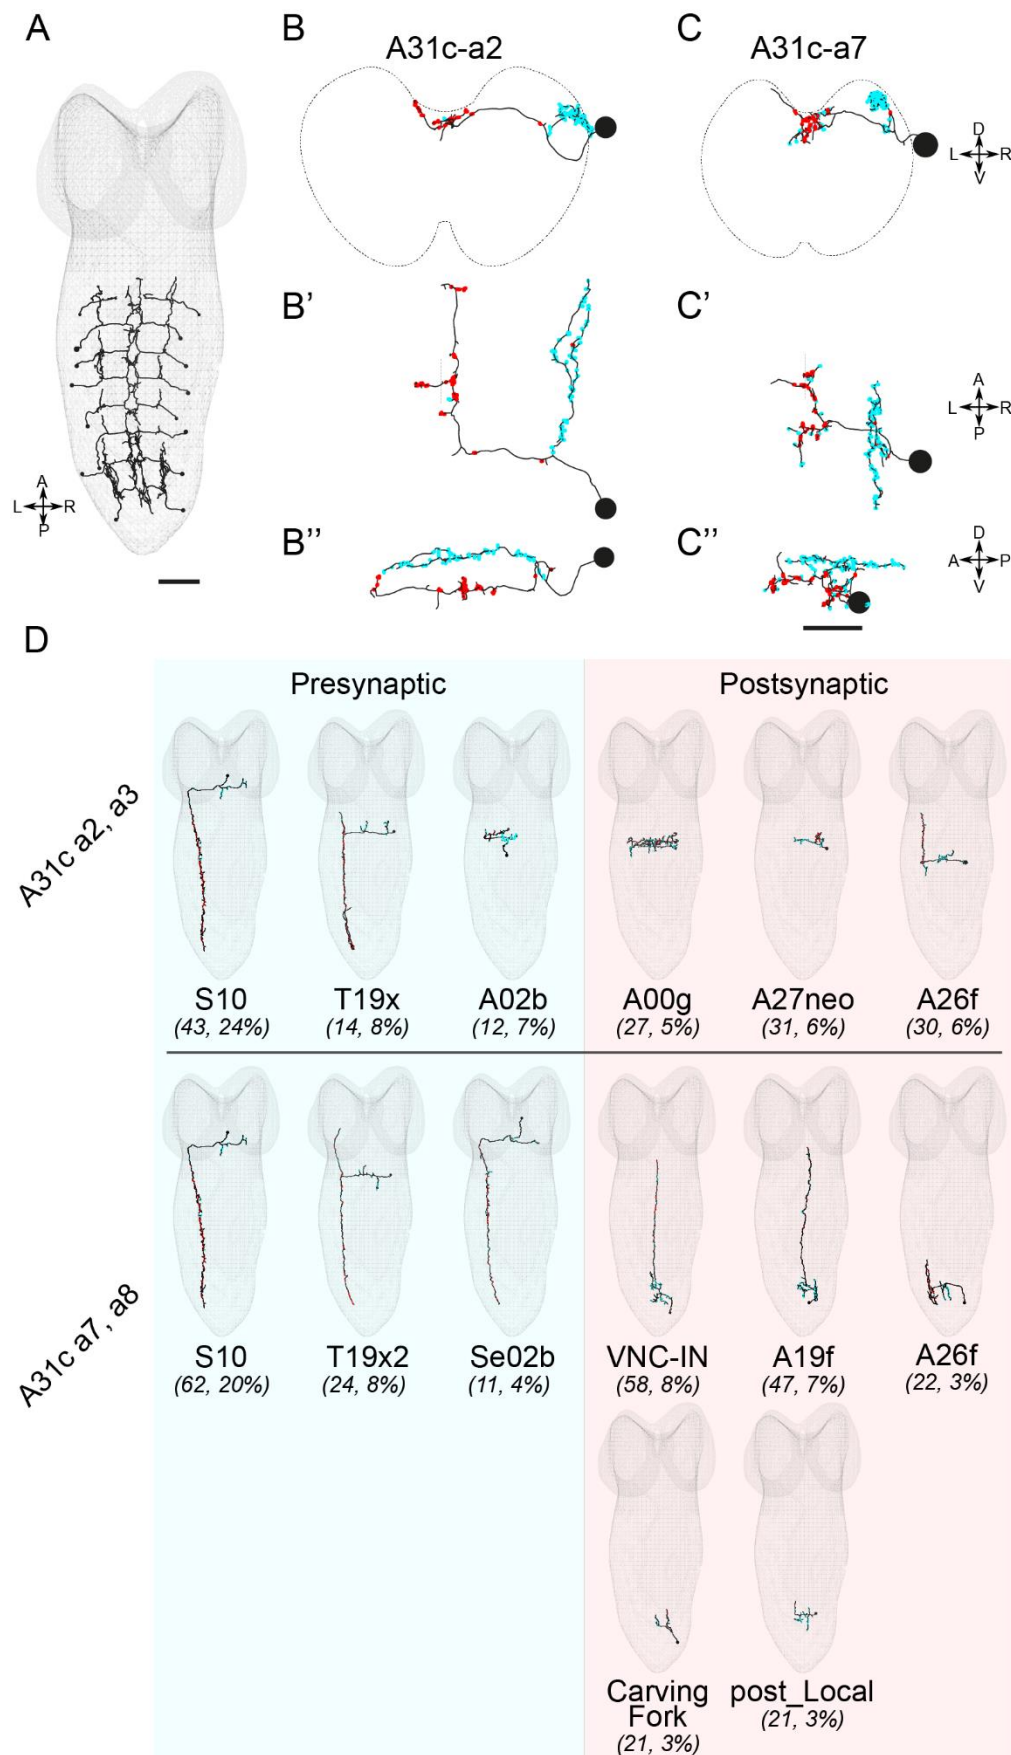 A
B
A31c-a2
C
A31c-a7
D
L R
V
B'
C'
A
L R
P
A
L R
P
B''
C''
D
A P
V
D
Presynaptic
Postsynaptic
A31c a2, a3
S10
(43, 24%)
T19x
(14, 8%)
A02b
(12, 7%)
A00g
(27, 5%)
A27neo
(31, 6%)
A26f
(30, 6%)
A31c a7, a8
S10
(62, 20%)
T19x2
(24, 8%)
Se02b
(11, 4%)
VNC-IN
(58, 8%)
A19f
(47, 7%)
A26f
(22, 3%)
Carving
Fork
(21, 3%)
post_Local
(21, 3%)